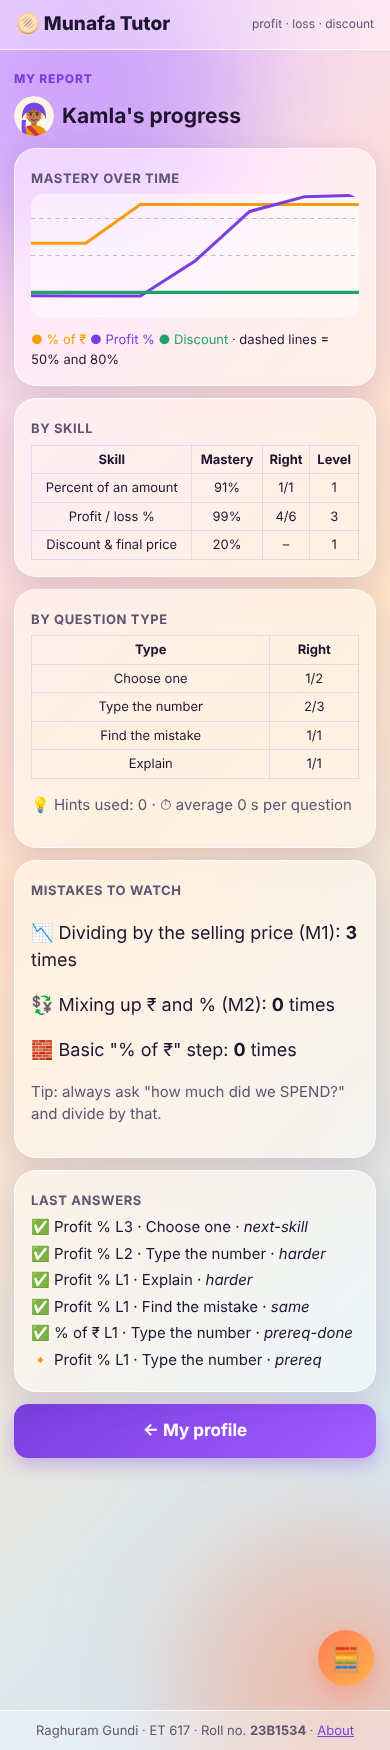 Munafa Tutor
profit · loss · discount
MY REPORT
Kamla's progress
MASTERY OVER TIME
● % of ₹ ● Profit % ● Discount · dashed lines =
50% and 80%
BY SKILL
Skill Mastery Right Level
Percent of an amount 91% 1/1 1
Profit / loss % 99% 4/6 3
Discount & final price 20% – 1
BY QUESTION TYPE
Type Right
Choose one 1/2
Type the number 2/3
Find the mistake 1/1
Explain 1/1
💡 Hints used: 0 · ⏱ average 0 s per question
MISTAKES TO WATCH
📉 Dividing by the selling price (M1): 3
times
💱 Mixing up ₹ and % (M2): 0 times
🧱 Basic "% of ₹" step: 0 times
Tip: always ask "how much did we SPEND?"
and divide by that.
LAST ANSWERS
✅ Profit % L3 · Choose one · next-skill
✅ Profit % L2 · Type the number · harder
✅ Profit % L1 · Explain · harder
✅ Profit % L1 · Find the mistake · same
✅ % of ₹ L1 · Type the number · prereq-done
🔸 Profit % L1 · Type the number · prereq
← My profile
Raghuram Gundi · ET 617 · Roll no. 23B1534 · About